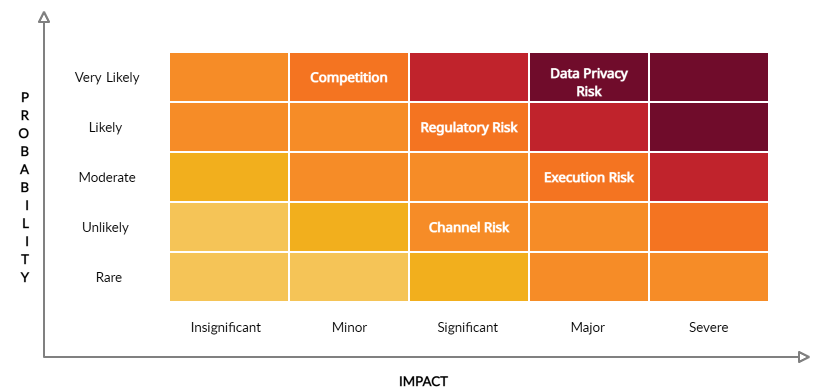 PROBABILITY
Very Likely
Competition
Data Privacy
Risk
Likely
Regulatory Risk
Moderate
Execution Risk
Unlikely
Channel Risk
Rare
Insignificant
Minor
Significant
Major
Severe
IMPACT